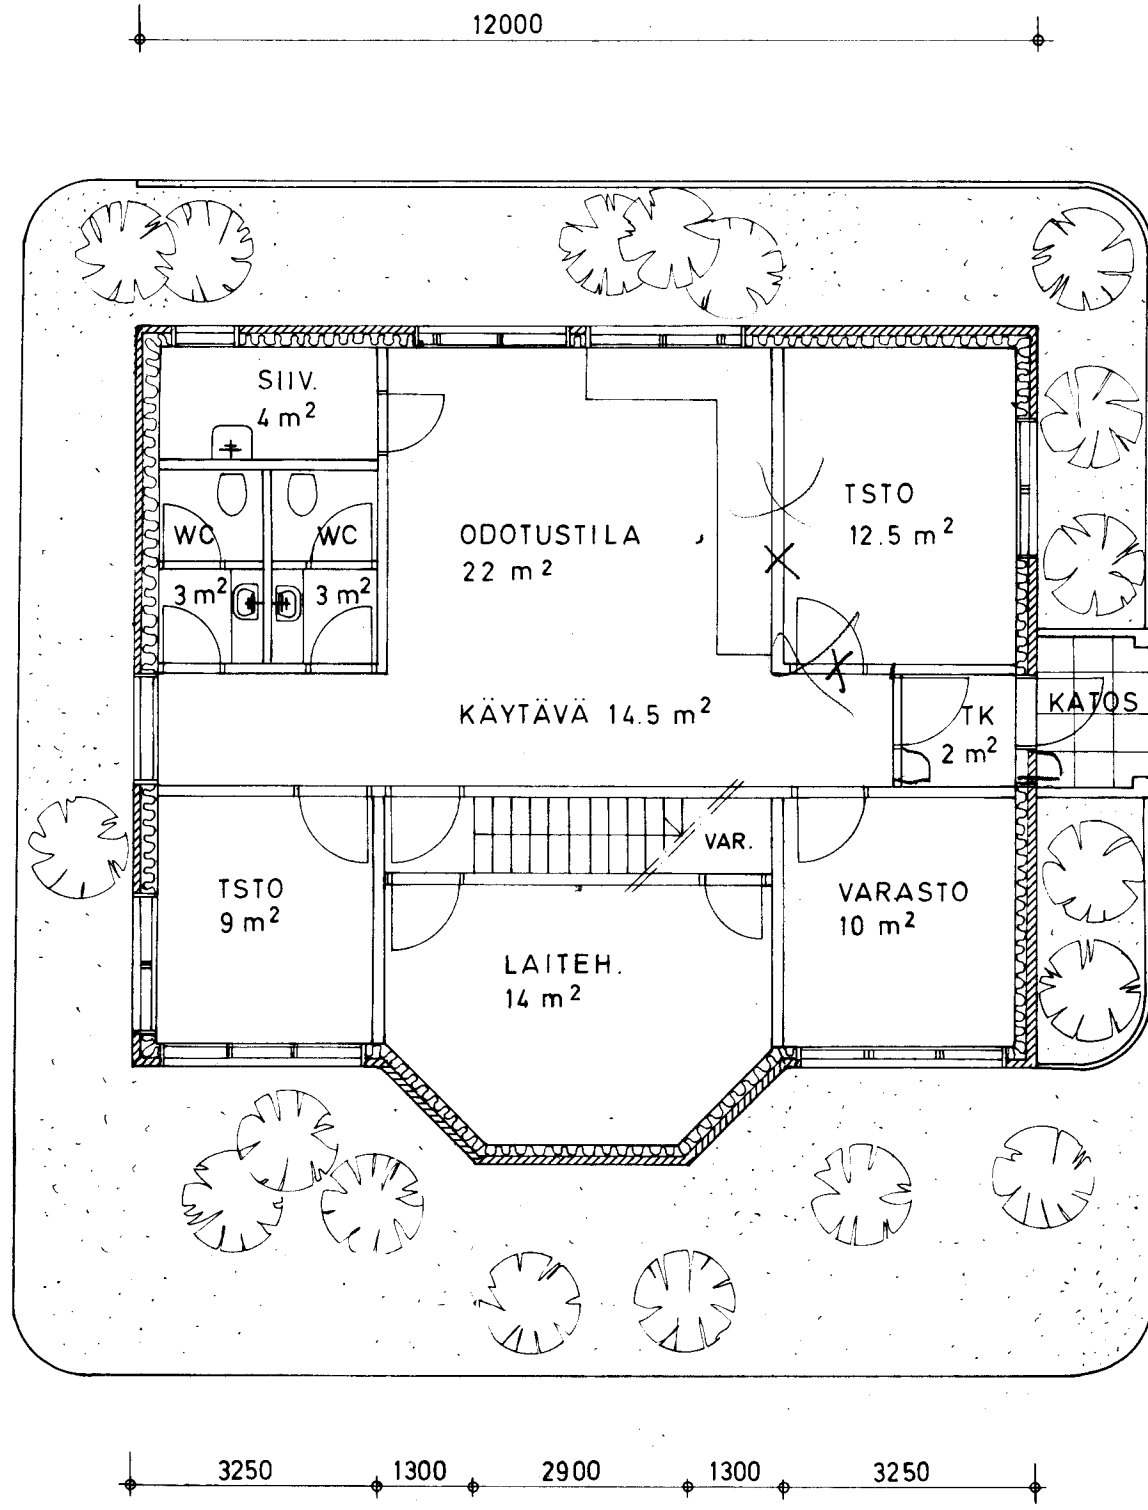 12000
SIIV.
4 m²
WC
WC
3 m²
3 m²
ODOTUSTILA
22 m²
TSTO
12.5 m²
KÄYTÄVÄ 14.5 m²
TK
2 m²
KATOS
VAR.
TSTO
9 m²
LAITEH.
14 m²
VARASTO
10 m²
3250
1300
2900
1300
3250